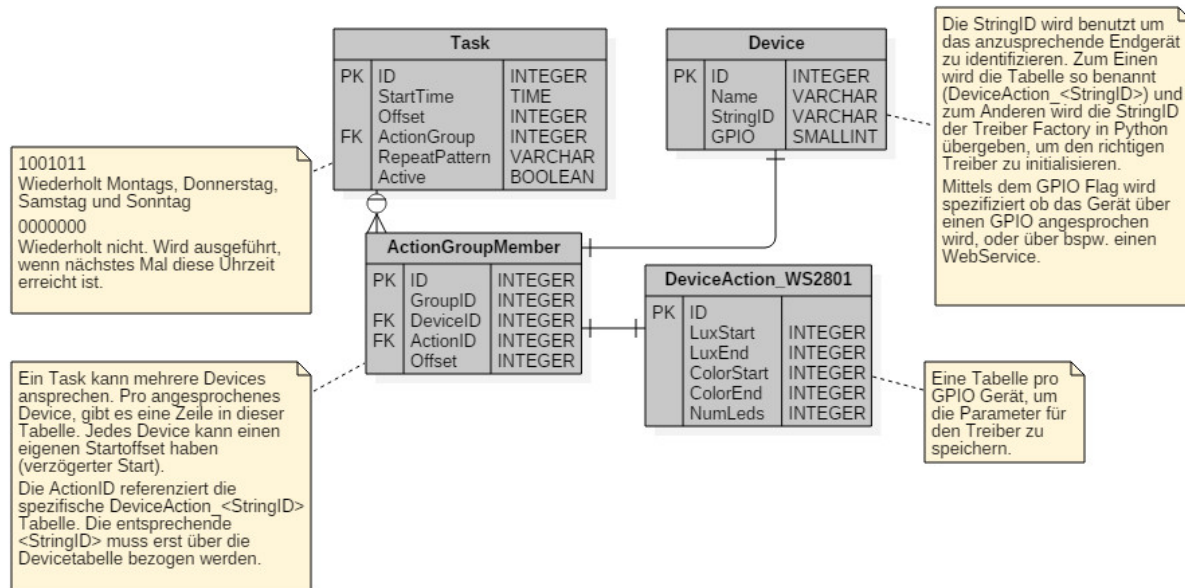 Task
PK ID INTEGER
StartTime TIME
Offset INTEGER
FK ActionGroup INTEGER
RepeatPattern VARCHAR
Active BOOLEAN
Device
PK ID INTEGER
Name VARCHAR
StringID VARCHAR
GPIO SMALLINT
Die StringID wird benutzt um
das anzusprechende Endgerät
zu identifizieren. Zum Einen
wird die Tabelle so benannt
(DeviceAction_<StringID>) und
zum Anderen wird die StringID
der Treiber Factory in Python
übergeben, um den richtigen
Treiber zu initialisieren.
Mittels dem GPIO Flag wird
spezifiziert ob das Gerät über
einen GPIO angesprochen
wird, oder über bspw. einen
WebService.
1001011
Wiederholt Montags, Donnerstag,
Samstag und Sonntag
0000000
Wiederholt nicht. Wird ausgeführt,
wenn nächstes Mal diese Uhrzeit
erreicht ist.
ActionGroupMember
PK ID INTEGER
GroupID INTEGER
FK DeviceID INTEGER
FK ActionID INTEGER
Offset INTEGER
DeviceAction_WS2801
PK ID
LuxStart INTEGER
LuxEnd INTEGER
ColorStart INTEGER
ColorEnd INTEGER
NumLeds INTEGER
Ein Task kann mehrere Devices
ansprechen. Pro angesprochenes
Device, gibt es eine Zeile in dieser
Tabelle. Jedes Device kann einen
eigenen Startoffset haben
(verzögerter Start).
Die ActionID referenziert die
spezifische DeviceAction_<StringID>
Tabelle. Die entsprechende
<StringID> muss erst über die
Devicetabelle bezogen werden.
Eine Tabelle pro
GPIO Gerät, um
die Parameter für
den Treiber zu
speichern.